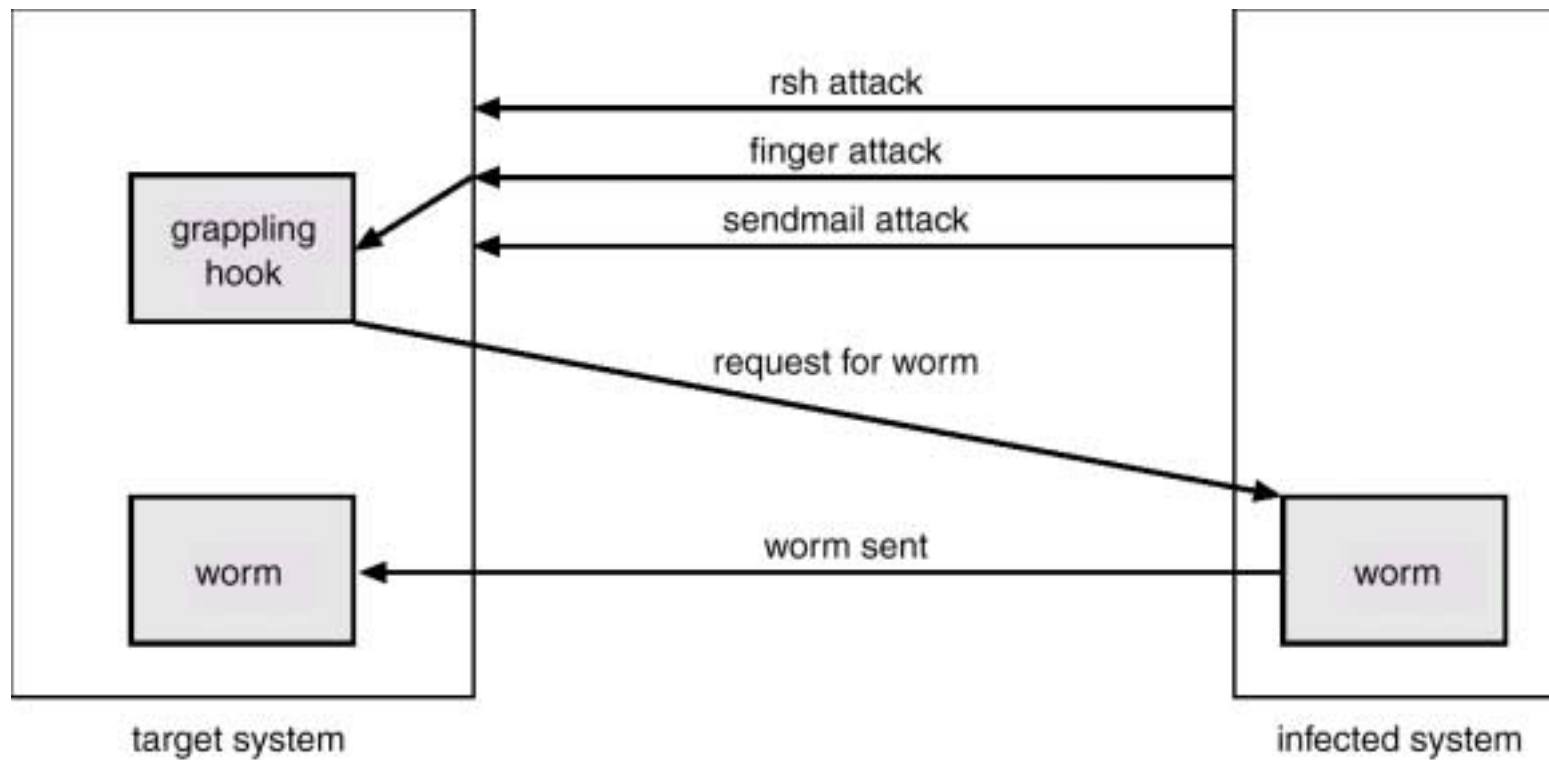 rsh attack
finger attack
sendmail attack
grappling
hook
request for worm
worm sent
worm
worm
target system
infected system